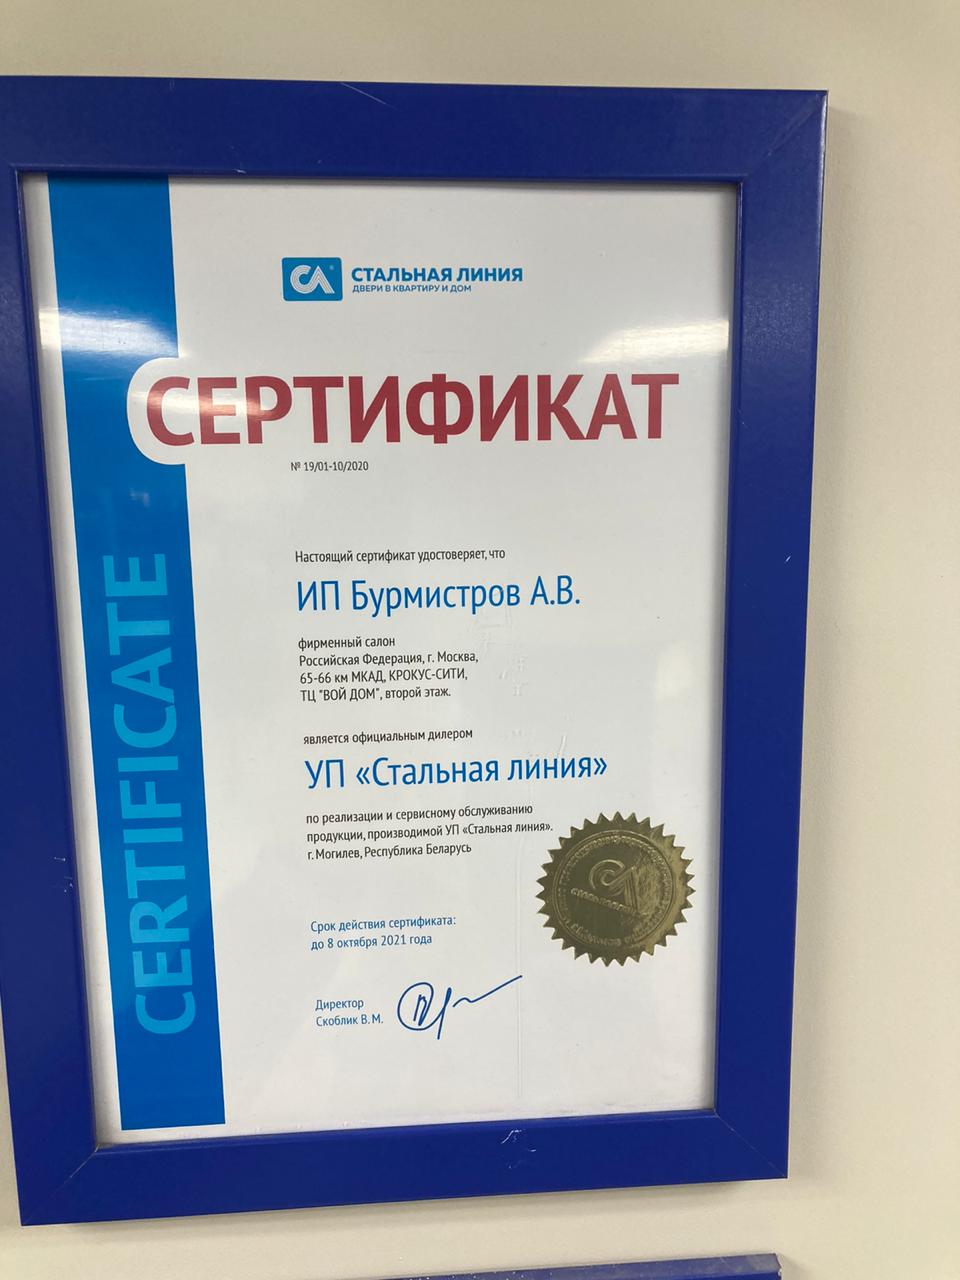 СТАЛЬНАЯ ЛИНИЯ
ДВЕРИ В КВАРТИРУ И ДОМ
СЕРТИФИКАТ
№ 19/01-10/2020
CERTIFICATE
Настоящий сертификат удостоверяет, что
ИП Бурмистров А.В.
фирменный салон
Российская Федерация, г. Москва,
65-66 км МКАД, КРОКУС-СИТИ,
ТЦ "ВОЙ ДОМ", второй этаж.
является официальным дилером
УП «Стальная линия»
по реализации и сервисному обслуживанию
продукции, производимой УП «Стальная линия».
г. Могилев, Республика Беларусь
Срок действия сертификата:
до 8 октября 2021 года
Директор
Скоблик В. М.